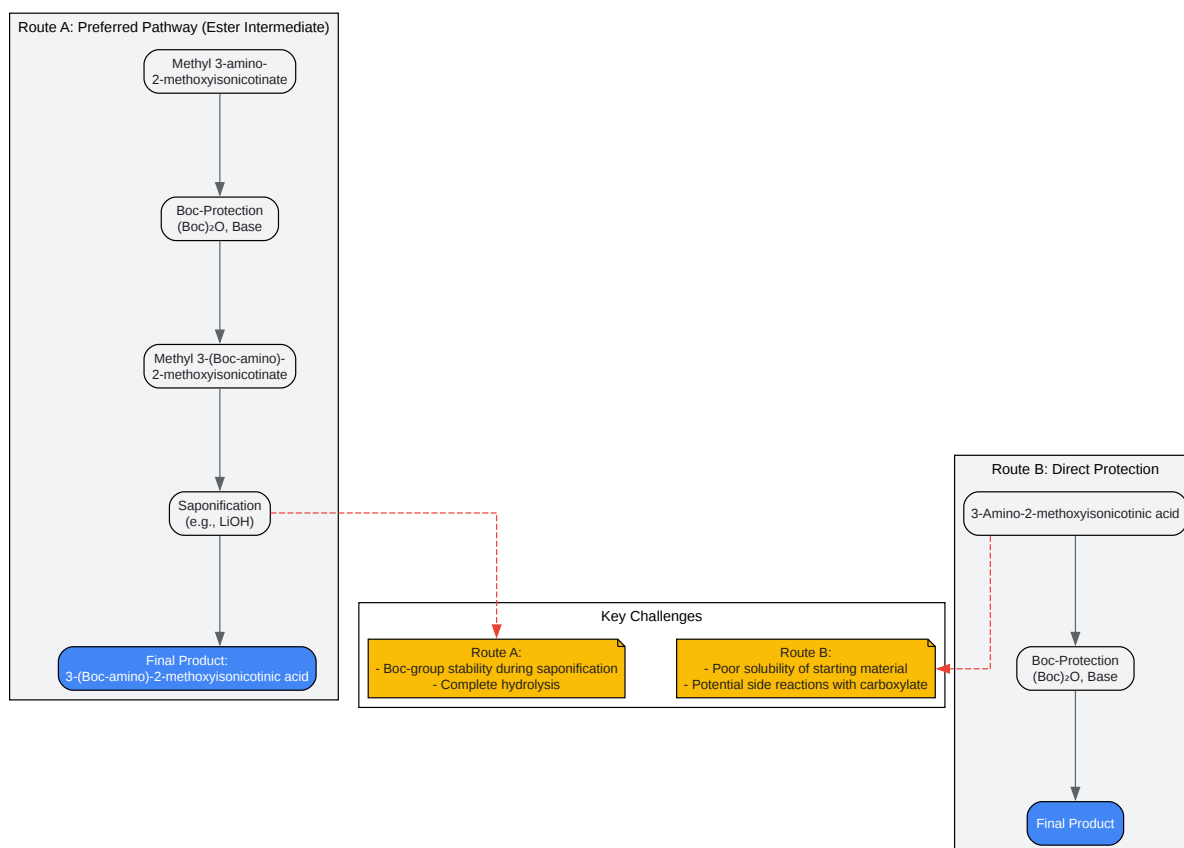 Route A: Preferred Pathway (Ester Intermediate)
Methyl 3-amino-
2-methoxyisonicotinate
Boc-Protection
(Boc)₂O, Base
Methyl 3-(Boc-amino)-
2-methoxyisonicotinate
Saponification
(e.g., LiOH)
Final Product:
3-(Boc-amino)-2-methoxyisonicotinic acid
Key Challenges
Route A:
- Boc-group stability during saponification
- Complete hydrolysis
Route B:
- Poor solubility of starting material
- Potential side reactions with carboxylate
Route B: Direct Protection
3-Amino-2-methoxyisonicotinic acid
Boc-Protection
(Boc)₂O, Base
Final Product